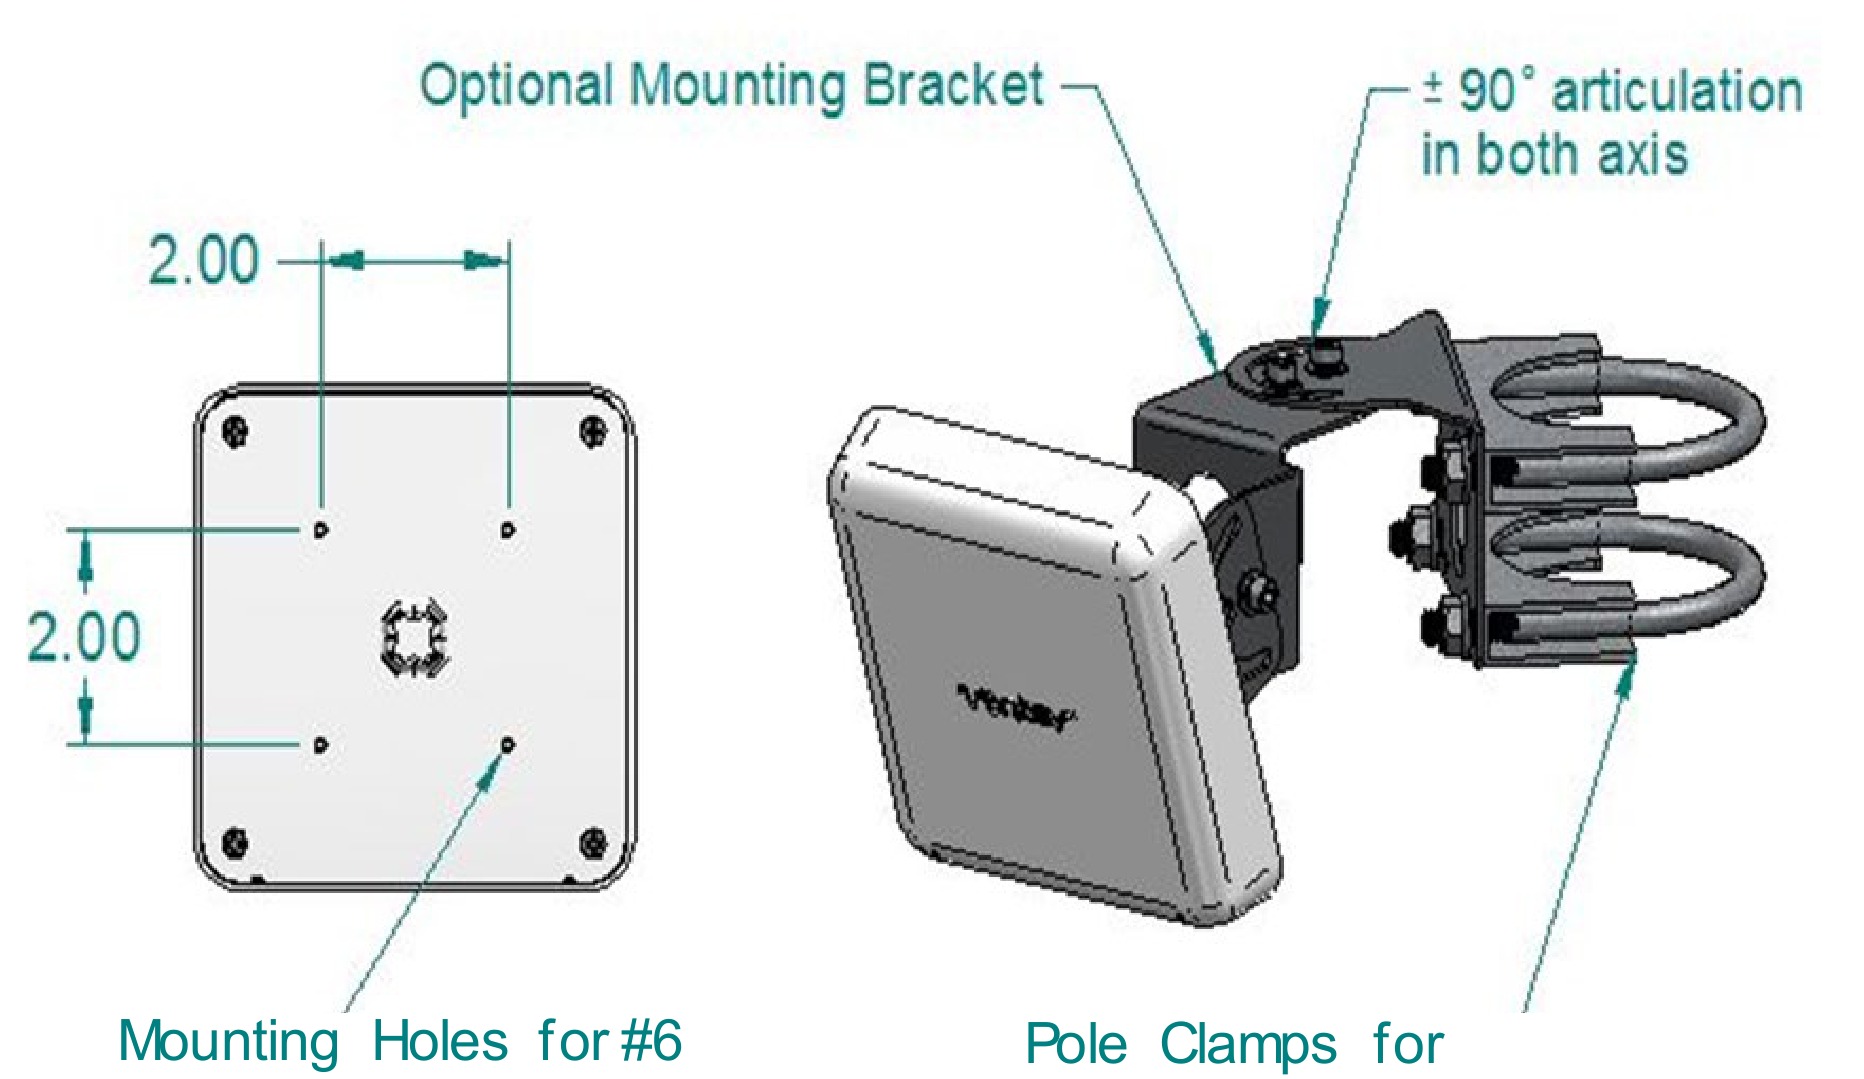 Optional Mounting Bracket
± 90° articulation
in both axis
2.00
2.00
Ventev
Mounting Holes for #6
Pole Clamps for